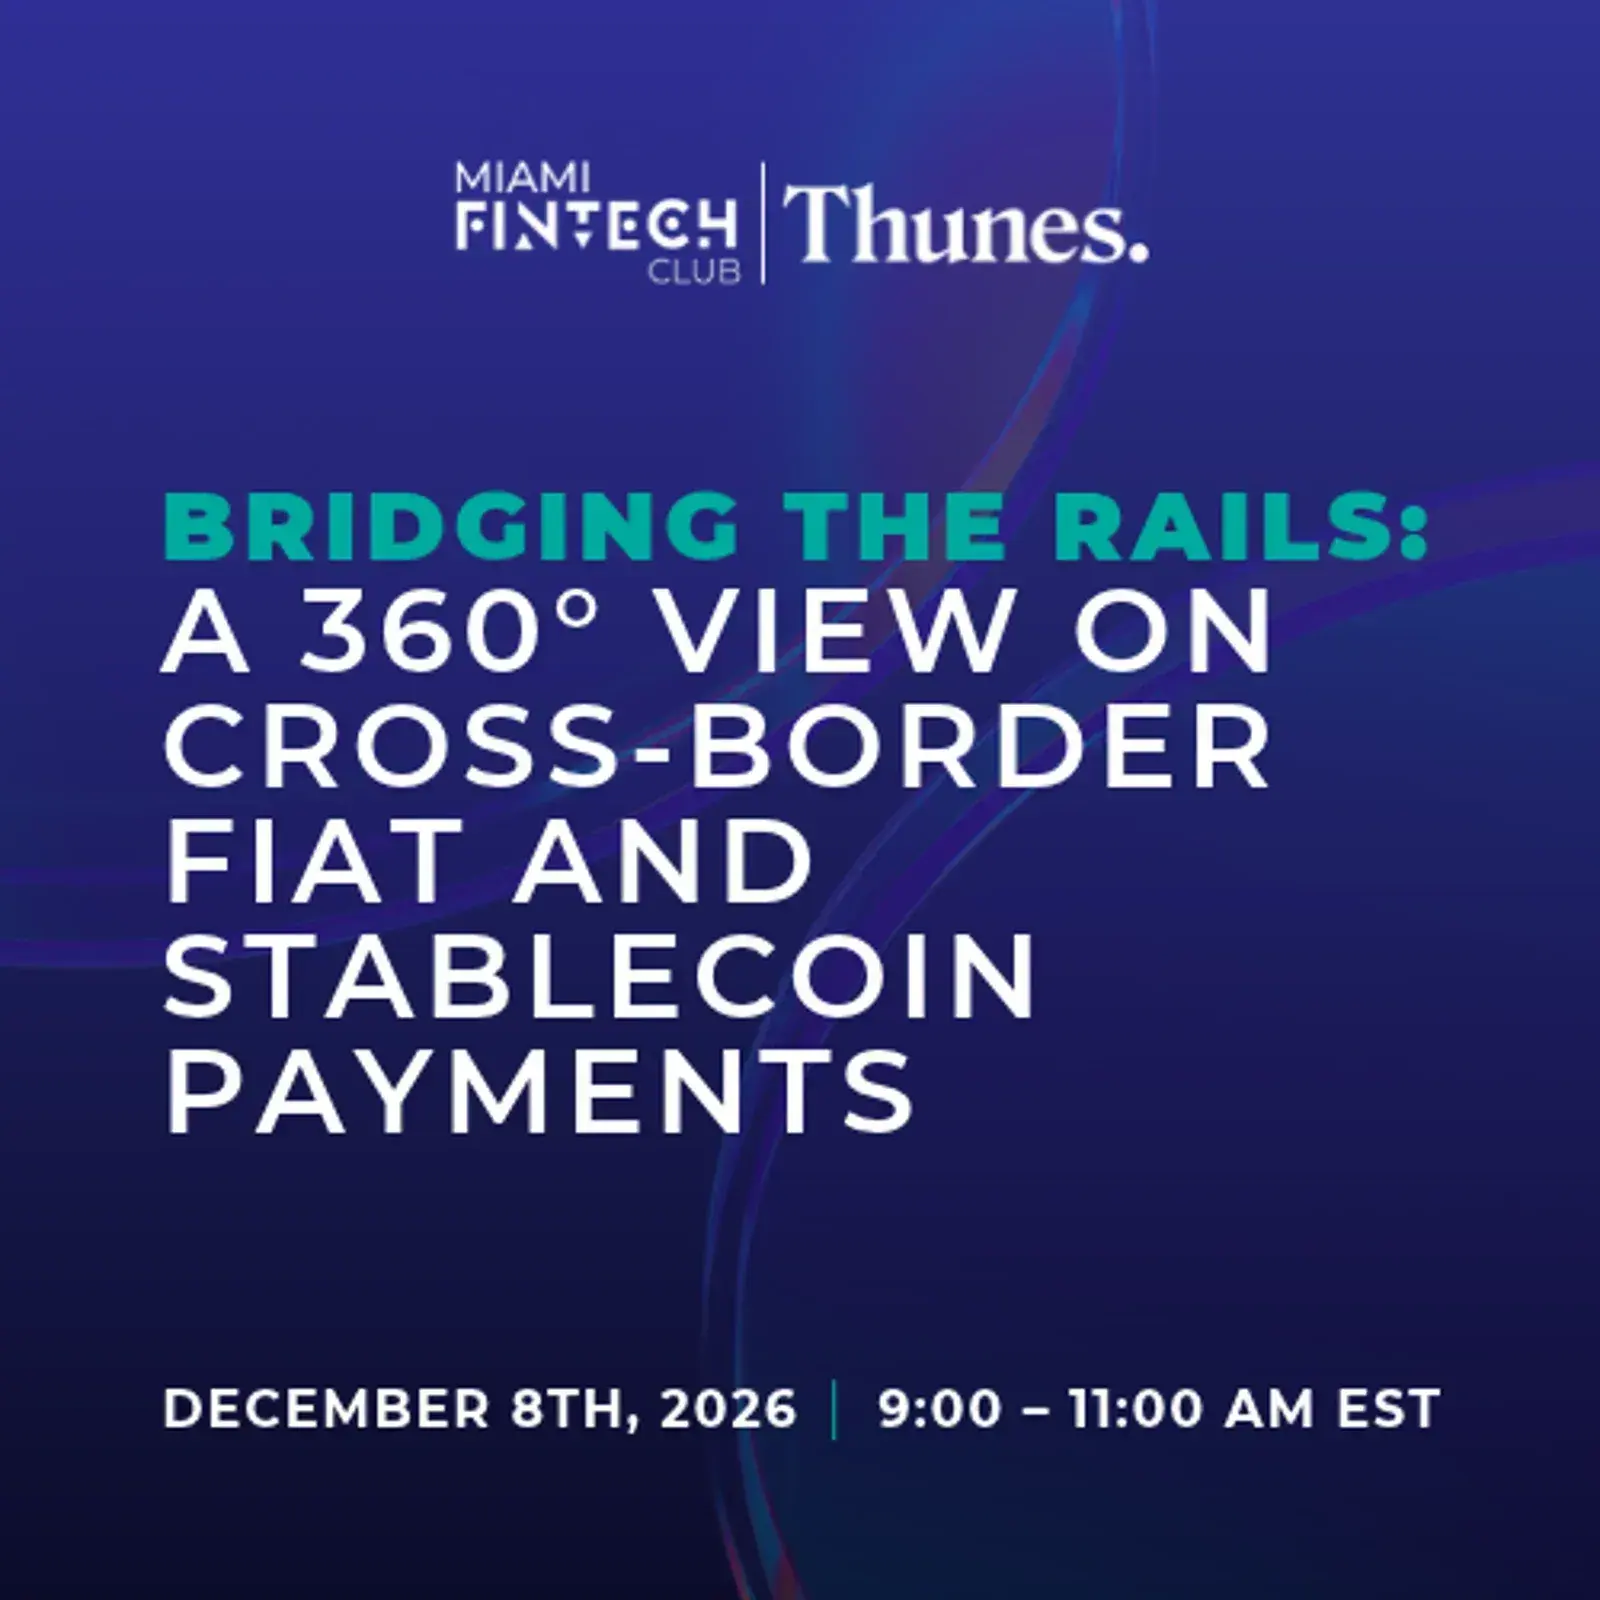 MIAMI
FINTECH
CLUB
Thunes.
BRIDGING THE RAILS:
A 360° VIEW ON
CROSS-BORDER
FIAT AND
STABLECOIN
PAYMENTS
DECEMBER 8TH, 2026 | 9:00 – 11:00 AM EST